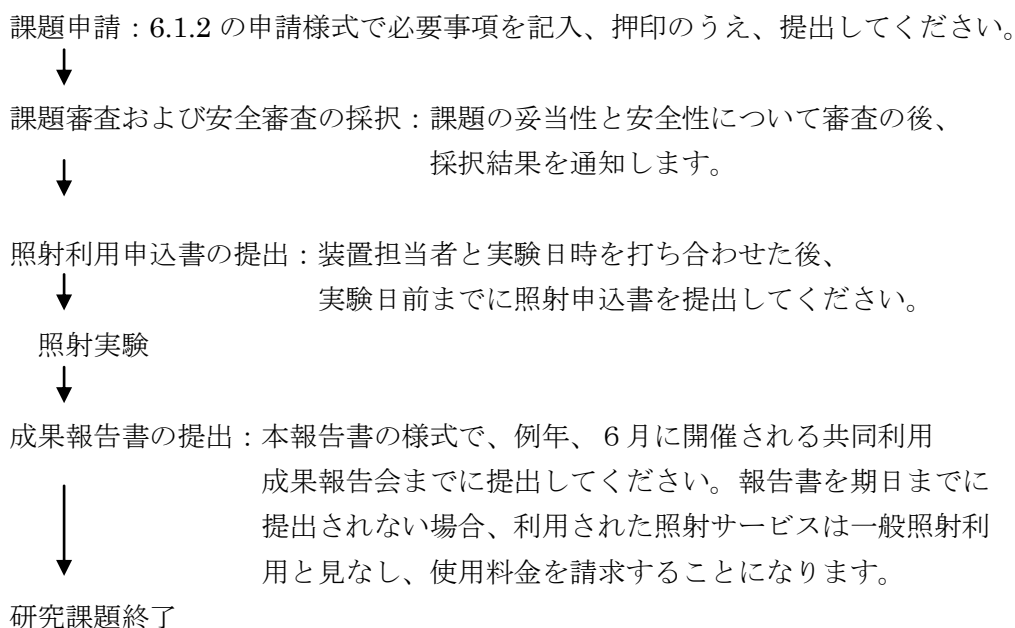 課題申請：6.1.2 の申請様式で必要事項を記入、押印のうえ、提出してください。
課題審査および安全審査の採択：課題の妥当性と安全性について審査の後、
採択結果を通知します。
照射利用申込書の提出：装置担当者と実験日時を打ち合わせた後、
実験日前までに照射申込書を提出してください。
照射実験
成果報告書の提出：本報告書の様式で、例年、６月に開催される共同利用
成果報告会までに提出してください。報告書を期日までに
提出されない場合、利用された照射サービスは一般照射利
用と見なし、使用料金を請求することになります。
研究課題終了